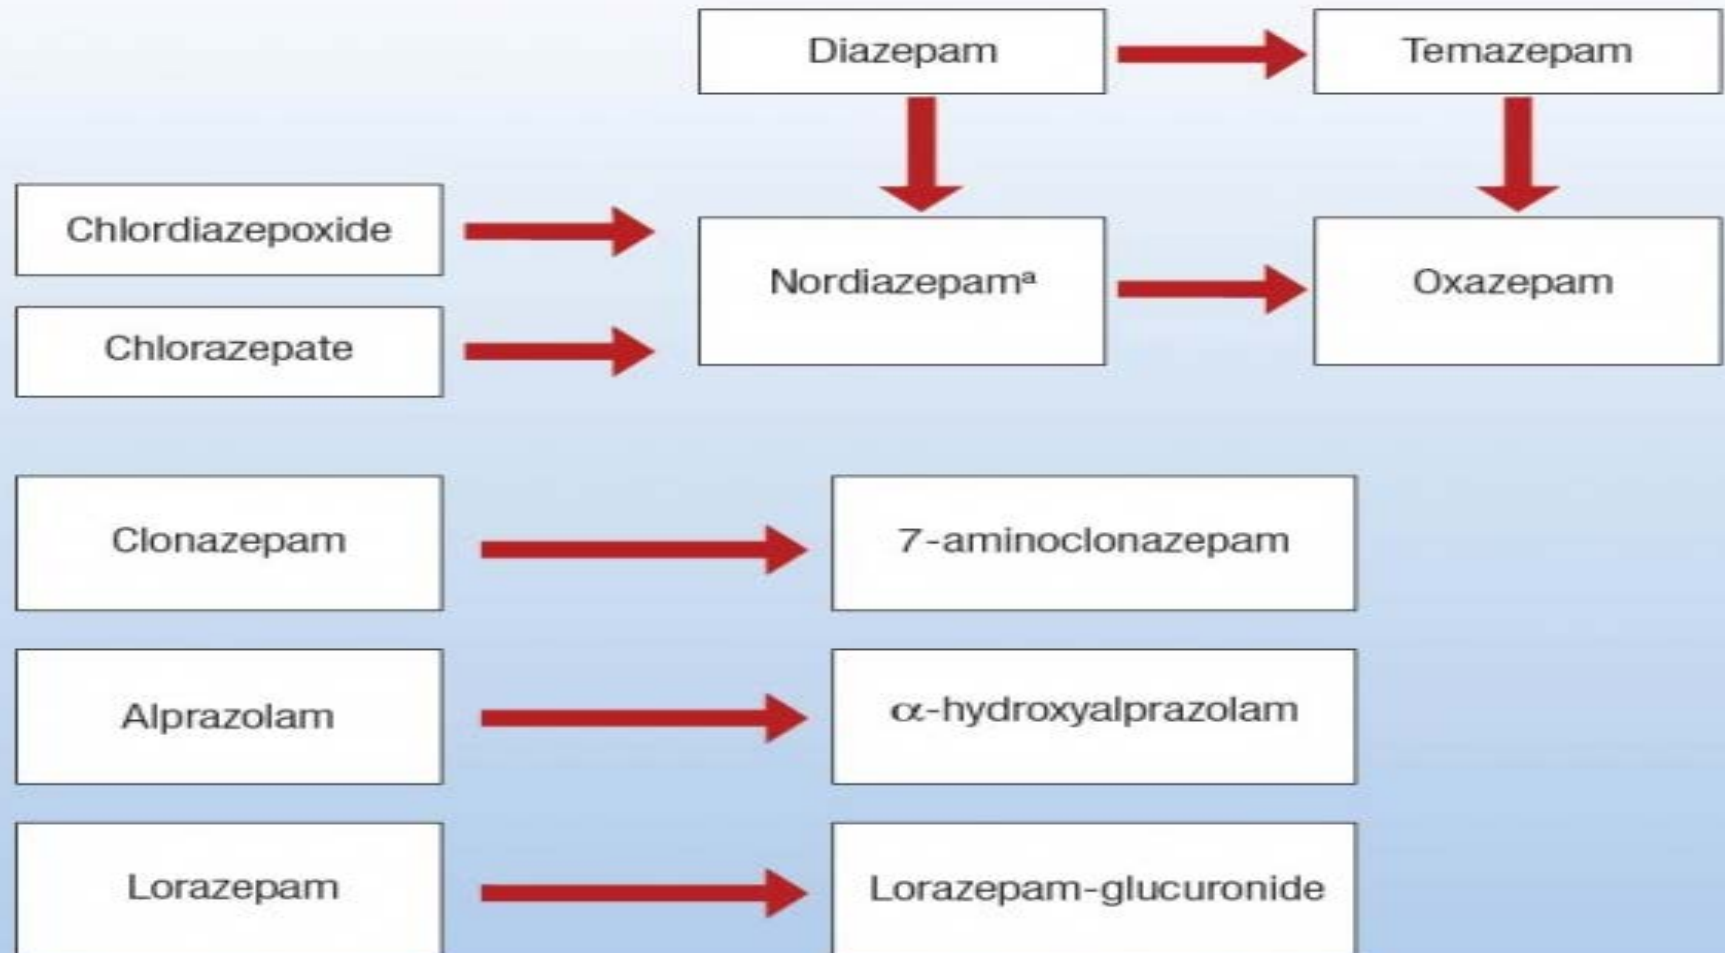 Diazepam
Temazepam
Chlordiazepoxide
Nordiazepamᵃ
Oxazepam
Chlorazepate
Clonazepam
7-aminoclonazepam
Alprazolam
α-hydroxyalprazolam
Lorazepam
Lorazepam-glucuronide